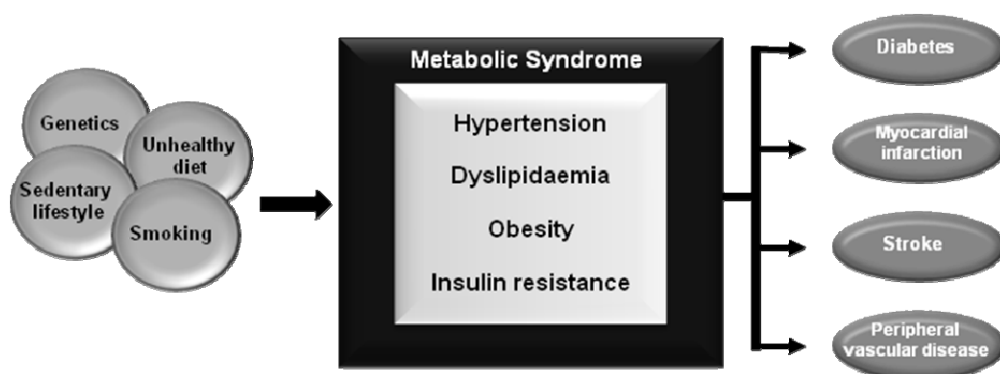 Genetics
Unhealthy
diet
Sedentary
lifestyle
Smoking
Metabolic Syndrome
Hypertension
Dyslipidaemia
Obesity
Insulin resistance
Diabetes
Myocardial
infarction
Stroke
Peripheral
vascular disease